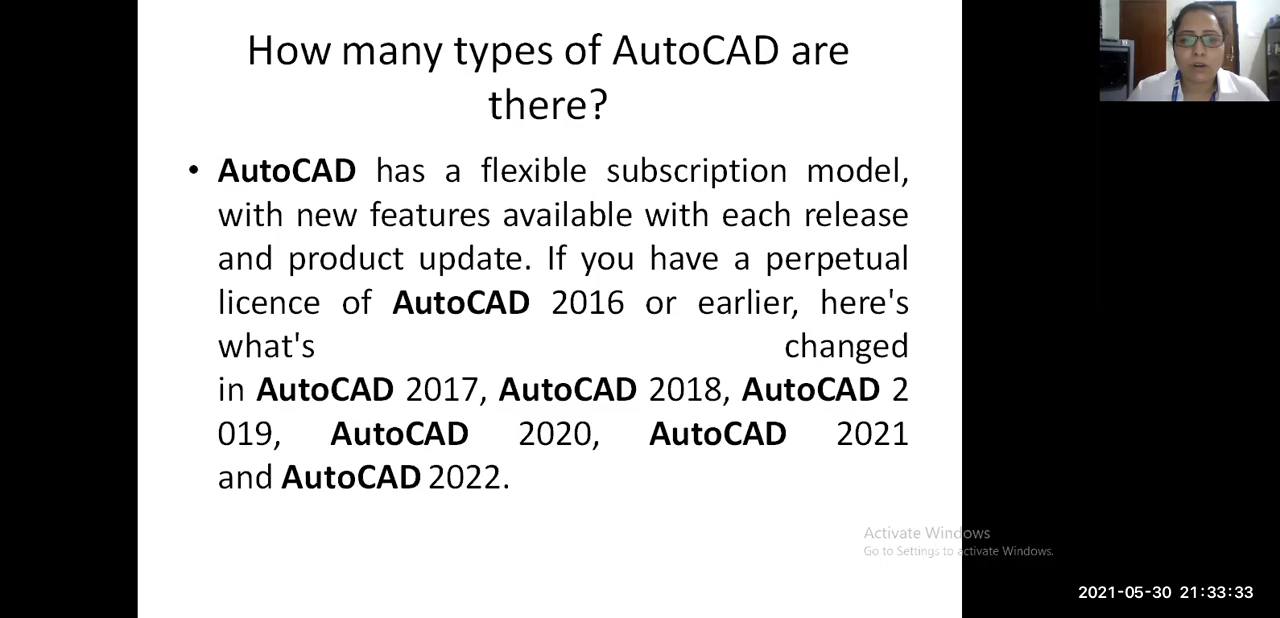 How many types of AutoCAD are
there?
• AutoCAD has a flexible subscription model,
with new features available with each release
and product update. If you have a perpetual
licence of AutoCAD 2016 or earlier, here's
what's changed
in AutoCAD 2017, AutoCAD 2018, AutoCAD 2
019, AutoCAD 2020, AutoCAD 2021
and AutoCAD 2022.
Activate Windows
Go to Settings to activate Windows.
2021-05-30 21:33:33